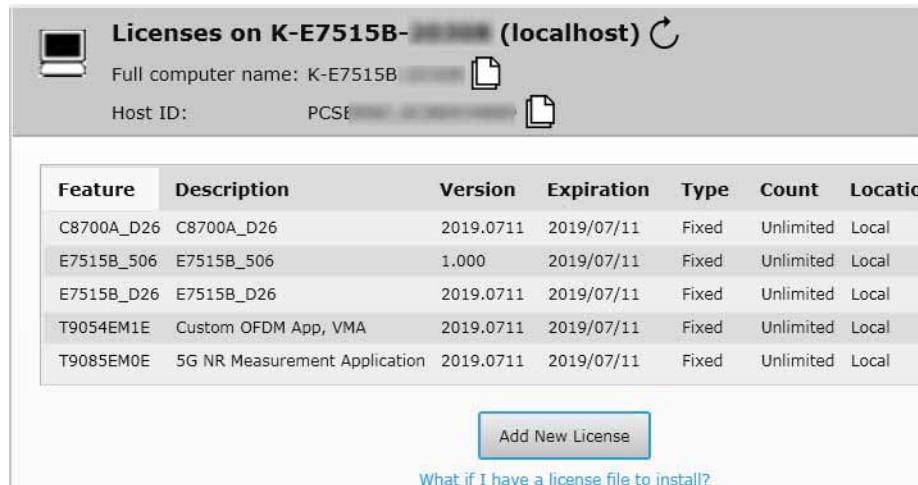 Licenses on K-E7515B- (localhost)
Full computer name: K-E7515B
Host ID: PCSE
Feature Description Version Expiration Type Count Locatio
C8700A_D26 C8700A_D26 2019.0711 2019/07/11 Fixed Unlimited Local
E7515B_506 E7515B_506 1.000 2019/07/11 Fixed Unlimited Local
E7515B_D26 E7515B_D26 2019.0711 2019/07/11 Fixed Unlimited Local
T9054EM1E Custom OFDM App, VMA 2019.0711 2019/07/11 Fixed Unlimited Local
T9085EM0E 5G NR Measurement Application 2019.0711 2019/07/11 Fixed Unlimited Local
Add New License
What if I have a license file to install?